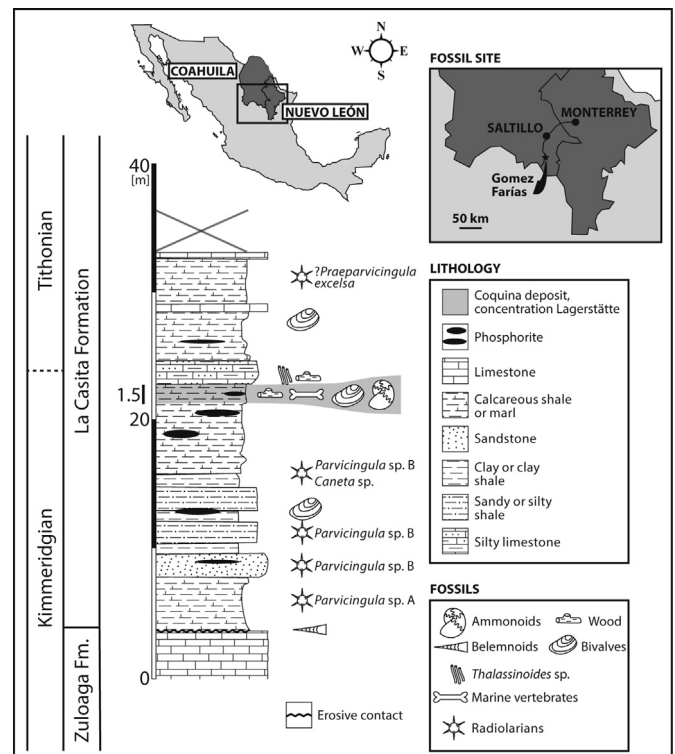 N
W
E
S
COAHUILA
NUEVO LEÓN
FOSSIL SITE
MONTERREY
SALTILLO
Gomez
Farías
50 km
Tithonian
Kimmeridgian
La Casita Formation
Zuloaga Fm.
40
[m]
1.5
20
0
?Praeparvicingula
excelsa
Parvicingula sp. B
Caneta sp.
Parvicingula sp. B
Parvicingula sp. B
Parvicingula sp. A
Erosive contact
LITHOLOGY
Coquina deposit,
concentration Lagerstätte
Phosphorite
Limestone
Calcareous shale
or marl
Sandstone
Clay or clay
shale
Sandy or silty
shale
Silty limestone
FOSSILS
Ammonoids
Wood
Belemnoids
Bivalves
Thalassinoides sp.
Marine vertebrates
Radiolarians